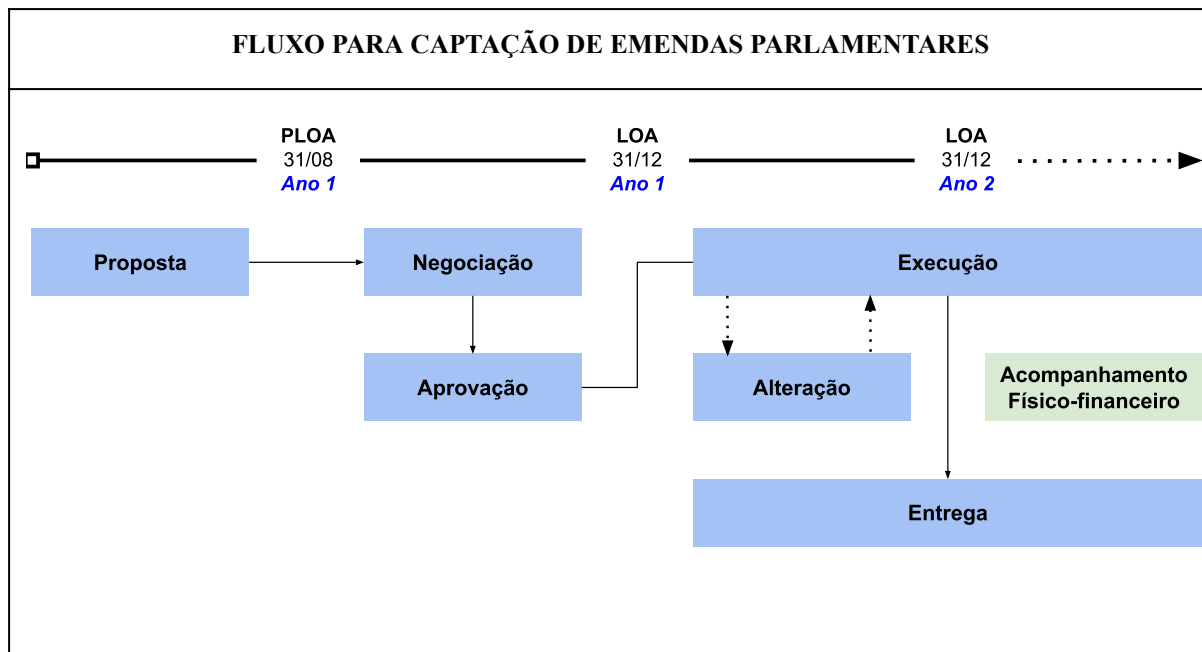 FLUXO PARA CAPTAÇÃO DE EMENDAS PARLAMENTARES
PLOA
31/08
Ano 1
LOA
31/12
Ano 1
LOA
31/12
Ano 2
Proposta
Negociação
Execução
Aprovação
Alteração
Acompanhamento
Físico-financeiro
Entrega